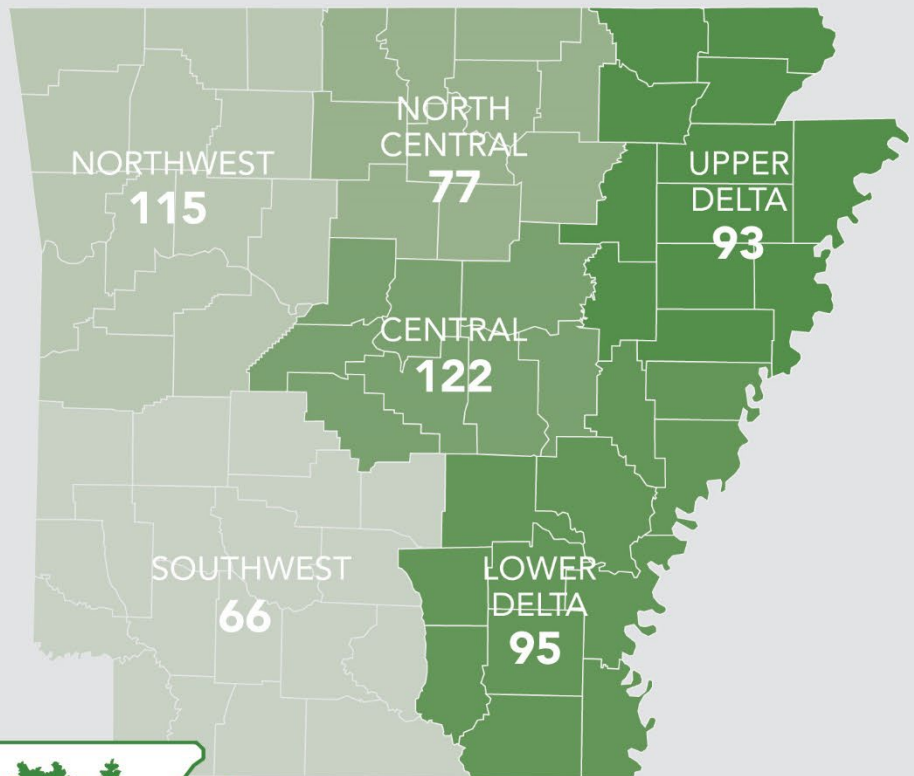 NORTH
CENTRAL
77
NORTHWEST
115
UPPER
DELTA
93
CENTRAL
122
SOUTHWEST
66
LOWER
DELTA
95